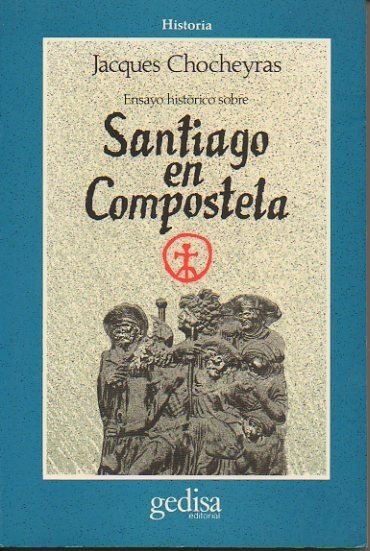 Historia
Jacques Chocheyras
Ensayo histórico sobre
Santiago
en
Compostela
gedisa
editorial